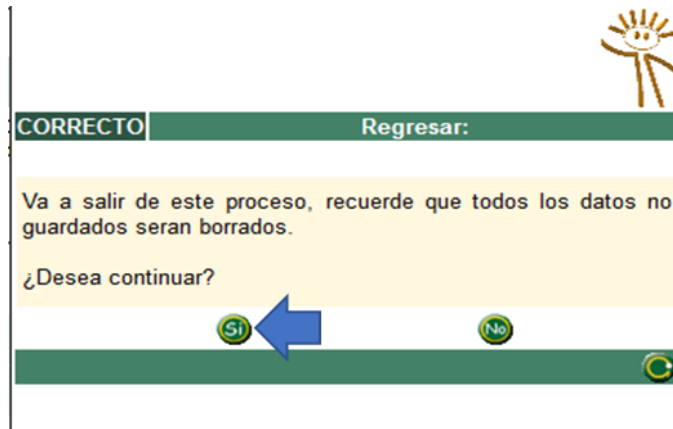 CORRECTO Regresar:
Va a salir de este proceso, recuerde que todos los datos no
guardados seran borrados.
¿Desea continuar?
Si No